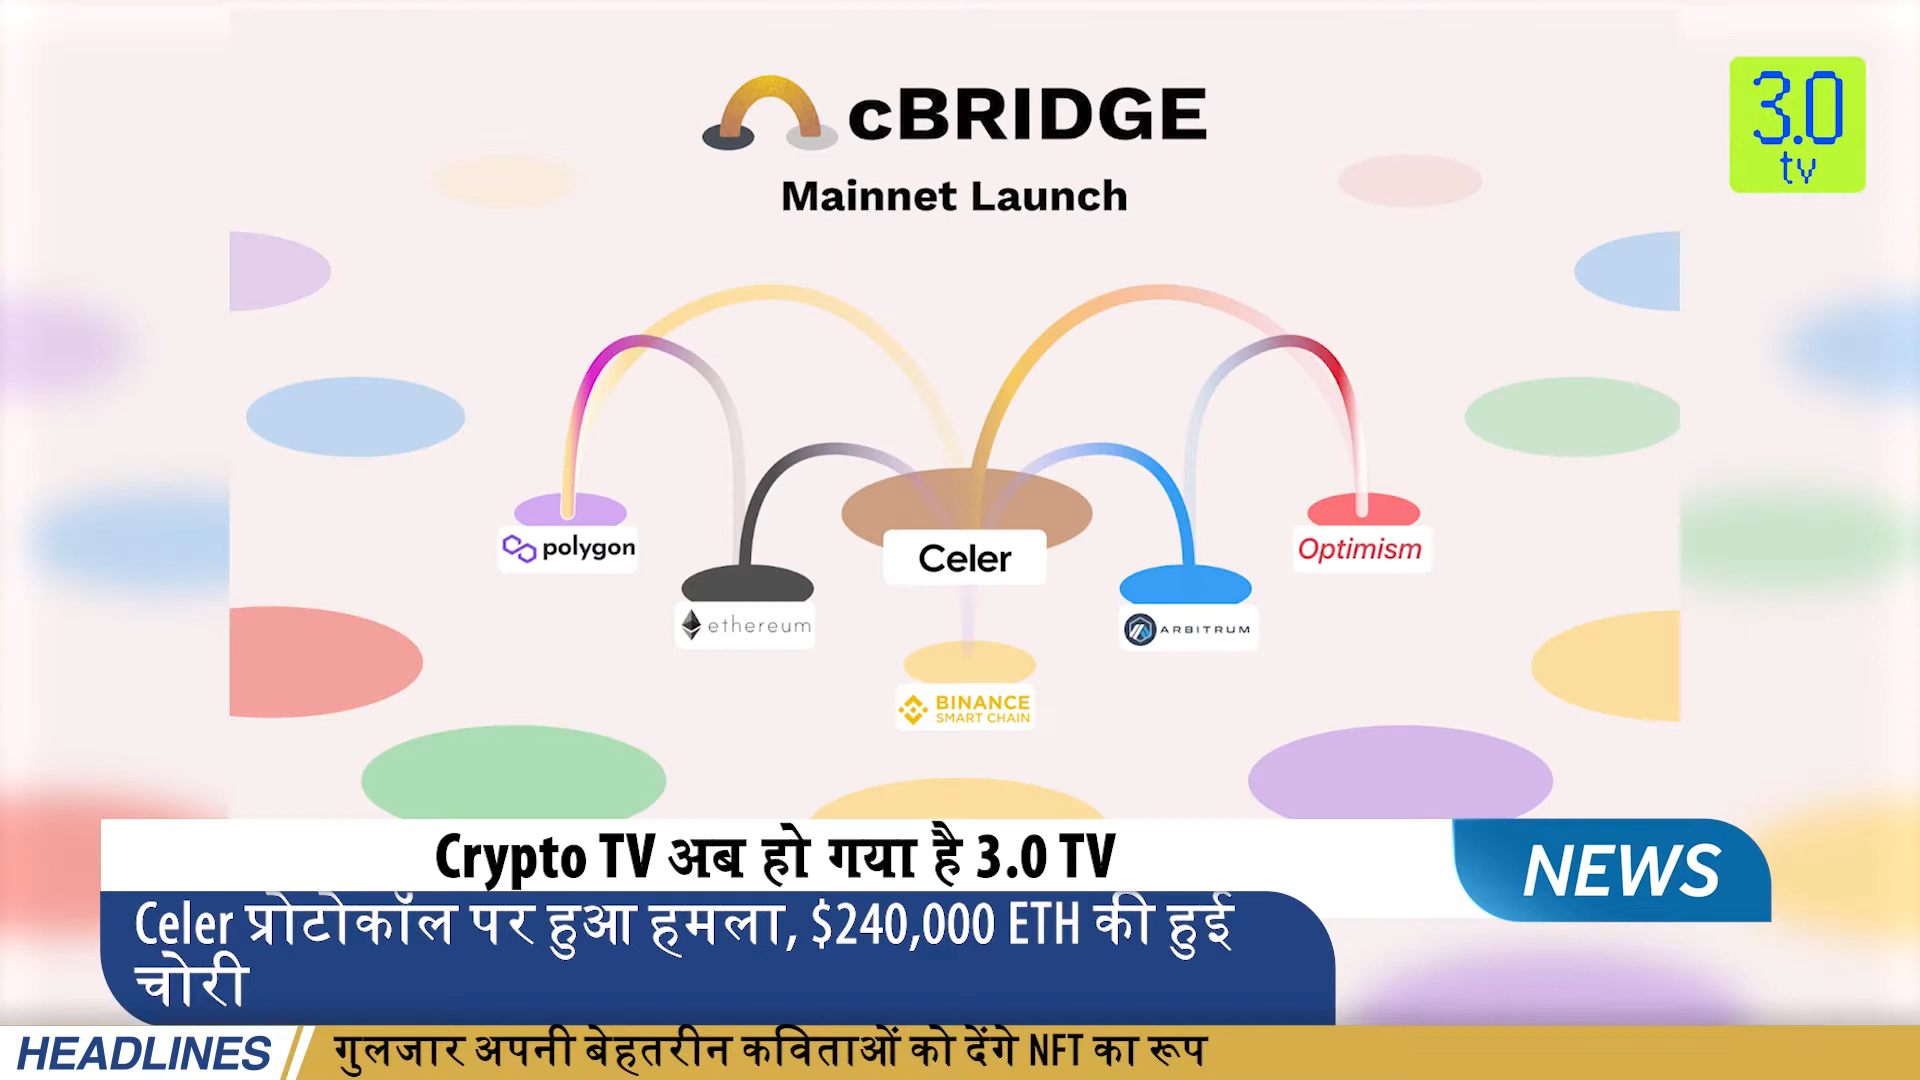 cBRIDGE
Mainnet Launch
3.0
tv
polygon
ethereum
Celer
ARBITRUM
Optimism
BINANCE
SMART CHAIN
Crypto TV अब हो गया है 3.0 TV
NEWS
Celer प्रोटोकॉल पर हुआ हमला, $240,000 ETH की हुई
चोरी
HEADLINES
गुलजार अपनी बेहतरीन कविताओं को देंगे NFT का रूप